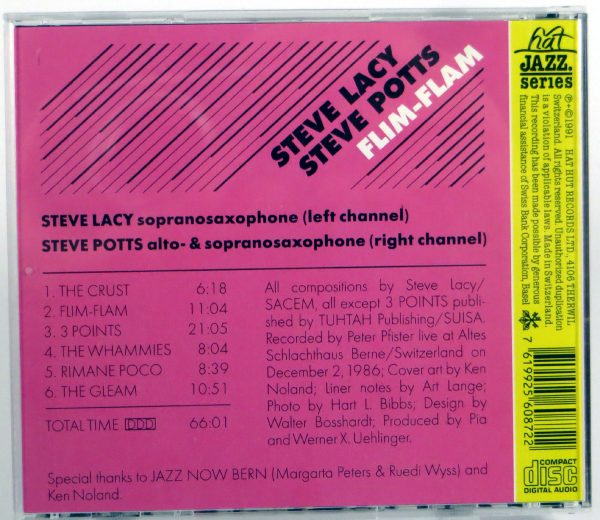 STEVE LACY
STEVE POTTS
FLIM-FLAM
STEVE LACY sopranosaxophone (left channel)
STEVE POTTS alto- & sopranosaxophone (right channel)
1. THE CRUST 6:18
2. FLIM-FLAM 11:04
3. 3 POINTS 21:05
4. THE WHAMMIES 8:04
5. RIMANE POCO 8:39
6. THE GLEAM 10:51
TOTAL TIME DDD 66:01
All compositions by Steve Lacy/
SACEM, all except 3 POINTS publi-
shed by TUHTAH Publishing/SUISA.
Recorded by Peter Pfister live at Altes
Schlachthaus Berne/Switzerland on
December 2, 1986; Cover art by Ken
Noland; Liner notes by Art Lange;
Photo by Hart L. Bibbs; Design by
Walter Bosshardt; Produced by Pia
and Werner X. Uehlinger.
Special thanks to JAZZ NOW BERN (Margarta Peters & Ruedi Wyss) and
Ken Noland.
hat
JAZZ.
series
℗+©1991 HAT HUT RECORDS LTD., 4106 THERWIL
Switzerland. All rights reserved. Unauthorized duplication
is a violation of applicable laws. Made in Switzerland.
This recording has been made possible by generous
financial assistance of Swiss Bank Corporation, Basel
7 619925 608722
COMPACT
disc
DIGITAL AUDIO